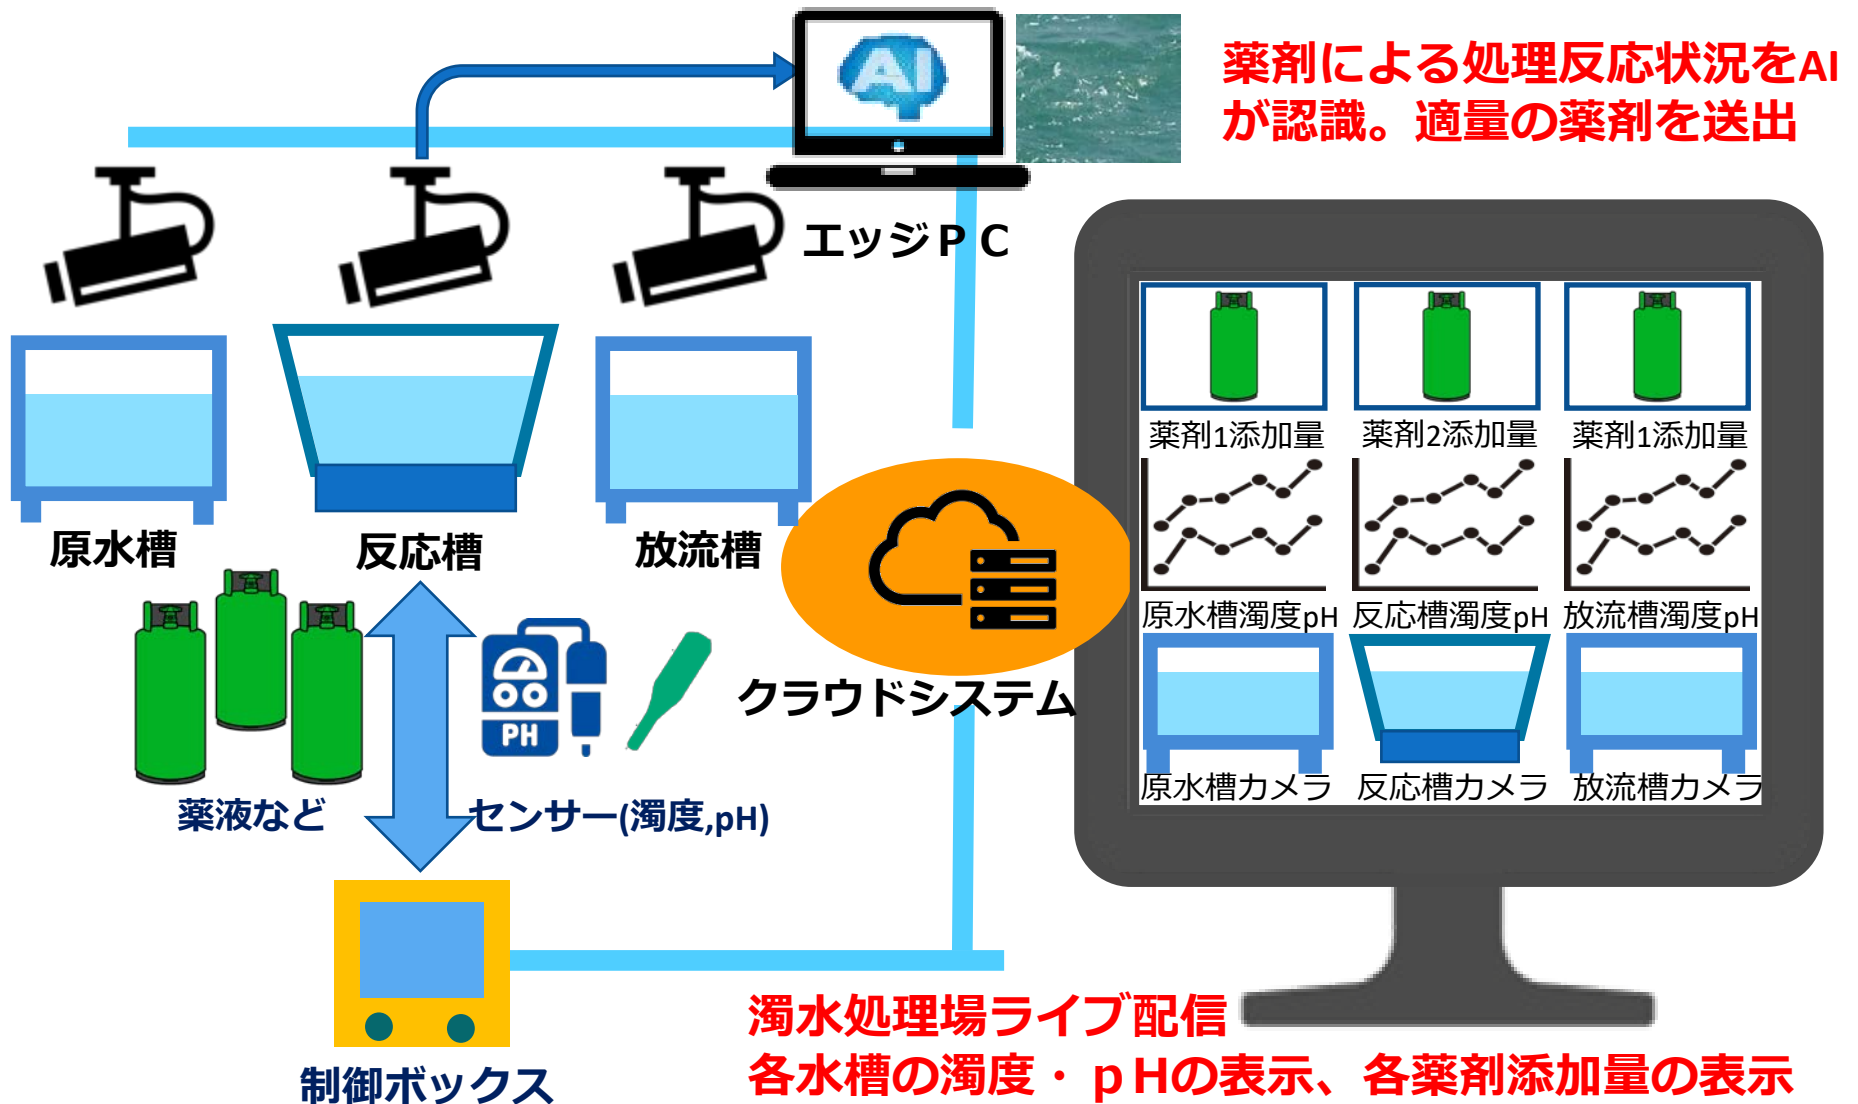 AI
薬剤による処理反応状況をAI
が認識。適量の薬剤を送出
エッジＰＣ
原水槽
反応槽
放流槽
薬剤1添加量
薬剤2添加量
薬剤1添加量
原水槽濁度pH
反応槽濁度pH
放流槽濁度pH
原水槽カメラ
反応槽カメラ
放流槽カメラ
クラウドシステム
PH
薬液など
センサー(濁度,pH)
制御ボックス
濁水処理場ライブ配信
各水槽の濁度・ｐHの表示、各薬剤添加量の表示